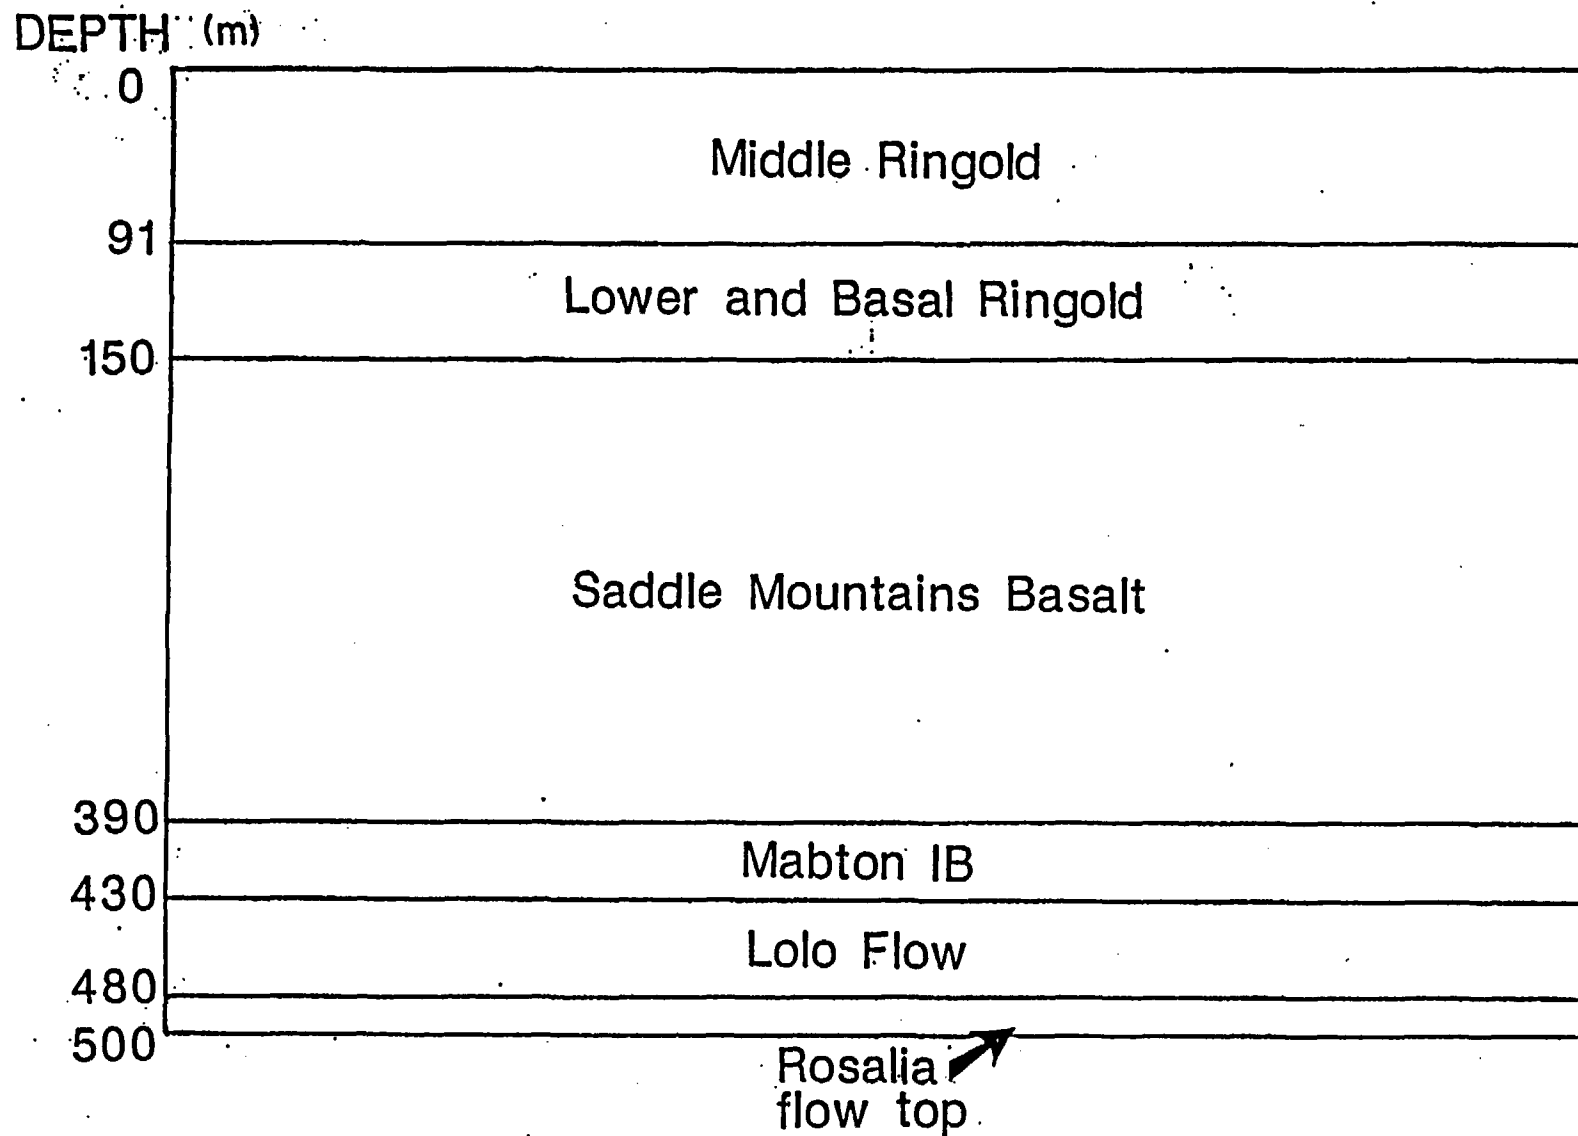 DEPTH (m)
0
Middle Ringold
91
Lower and Basal Ringold
150
Saddle Mountains Basalt
390
Mabton IB
430
Lolo Flow
480
500
Rosalia
flow top